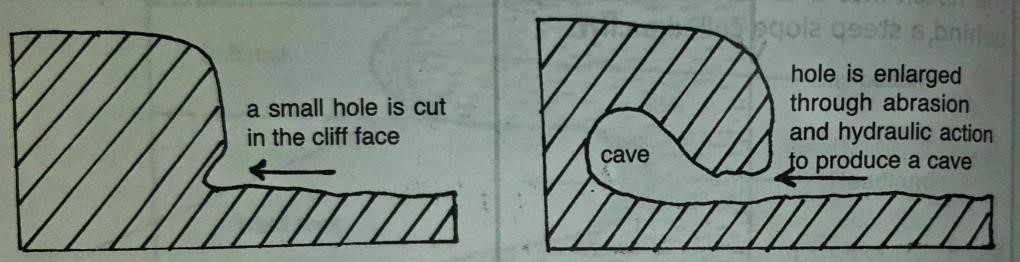 a small hole is cut
in the cliff face
hole is enlarged
through abrasion
and hydraulic action
to produce a cave
cave